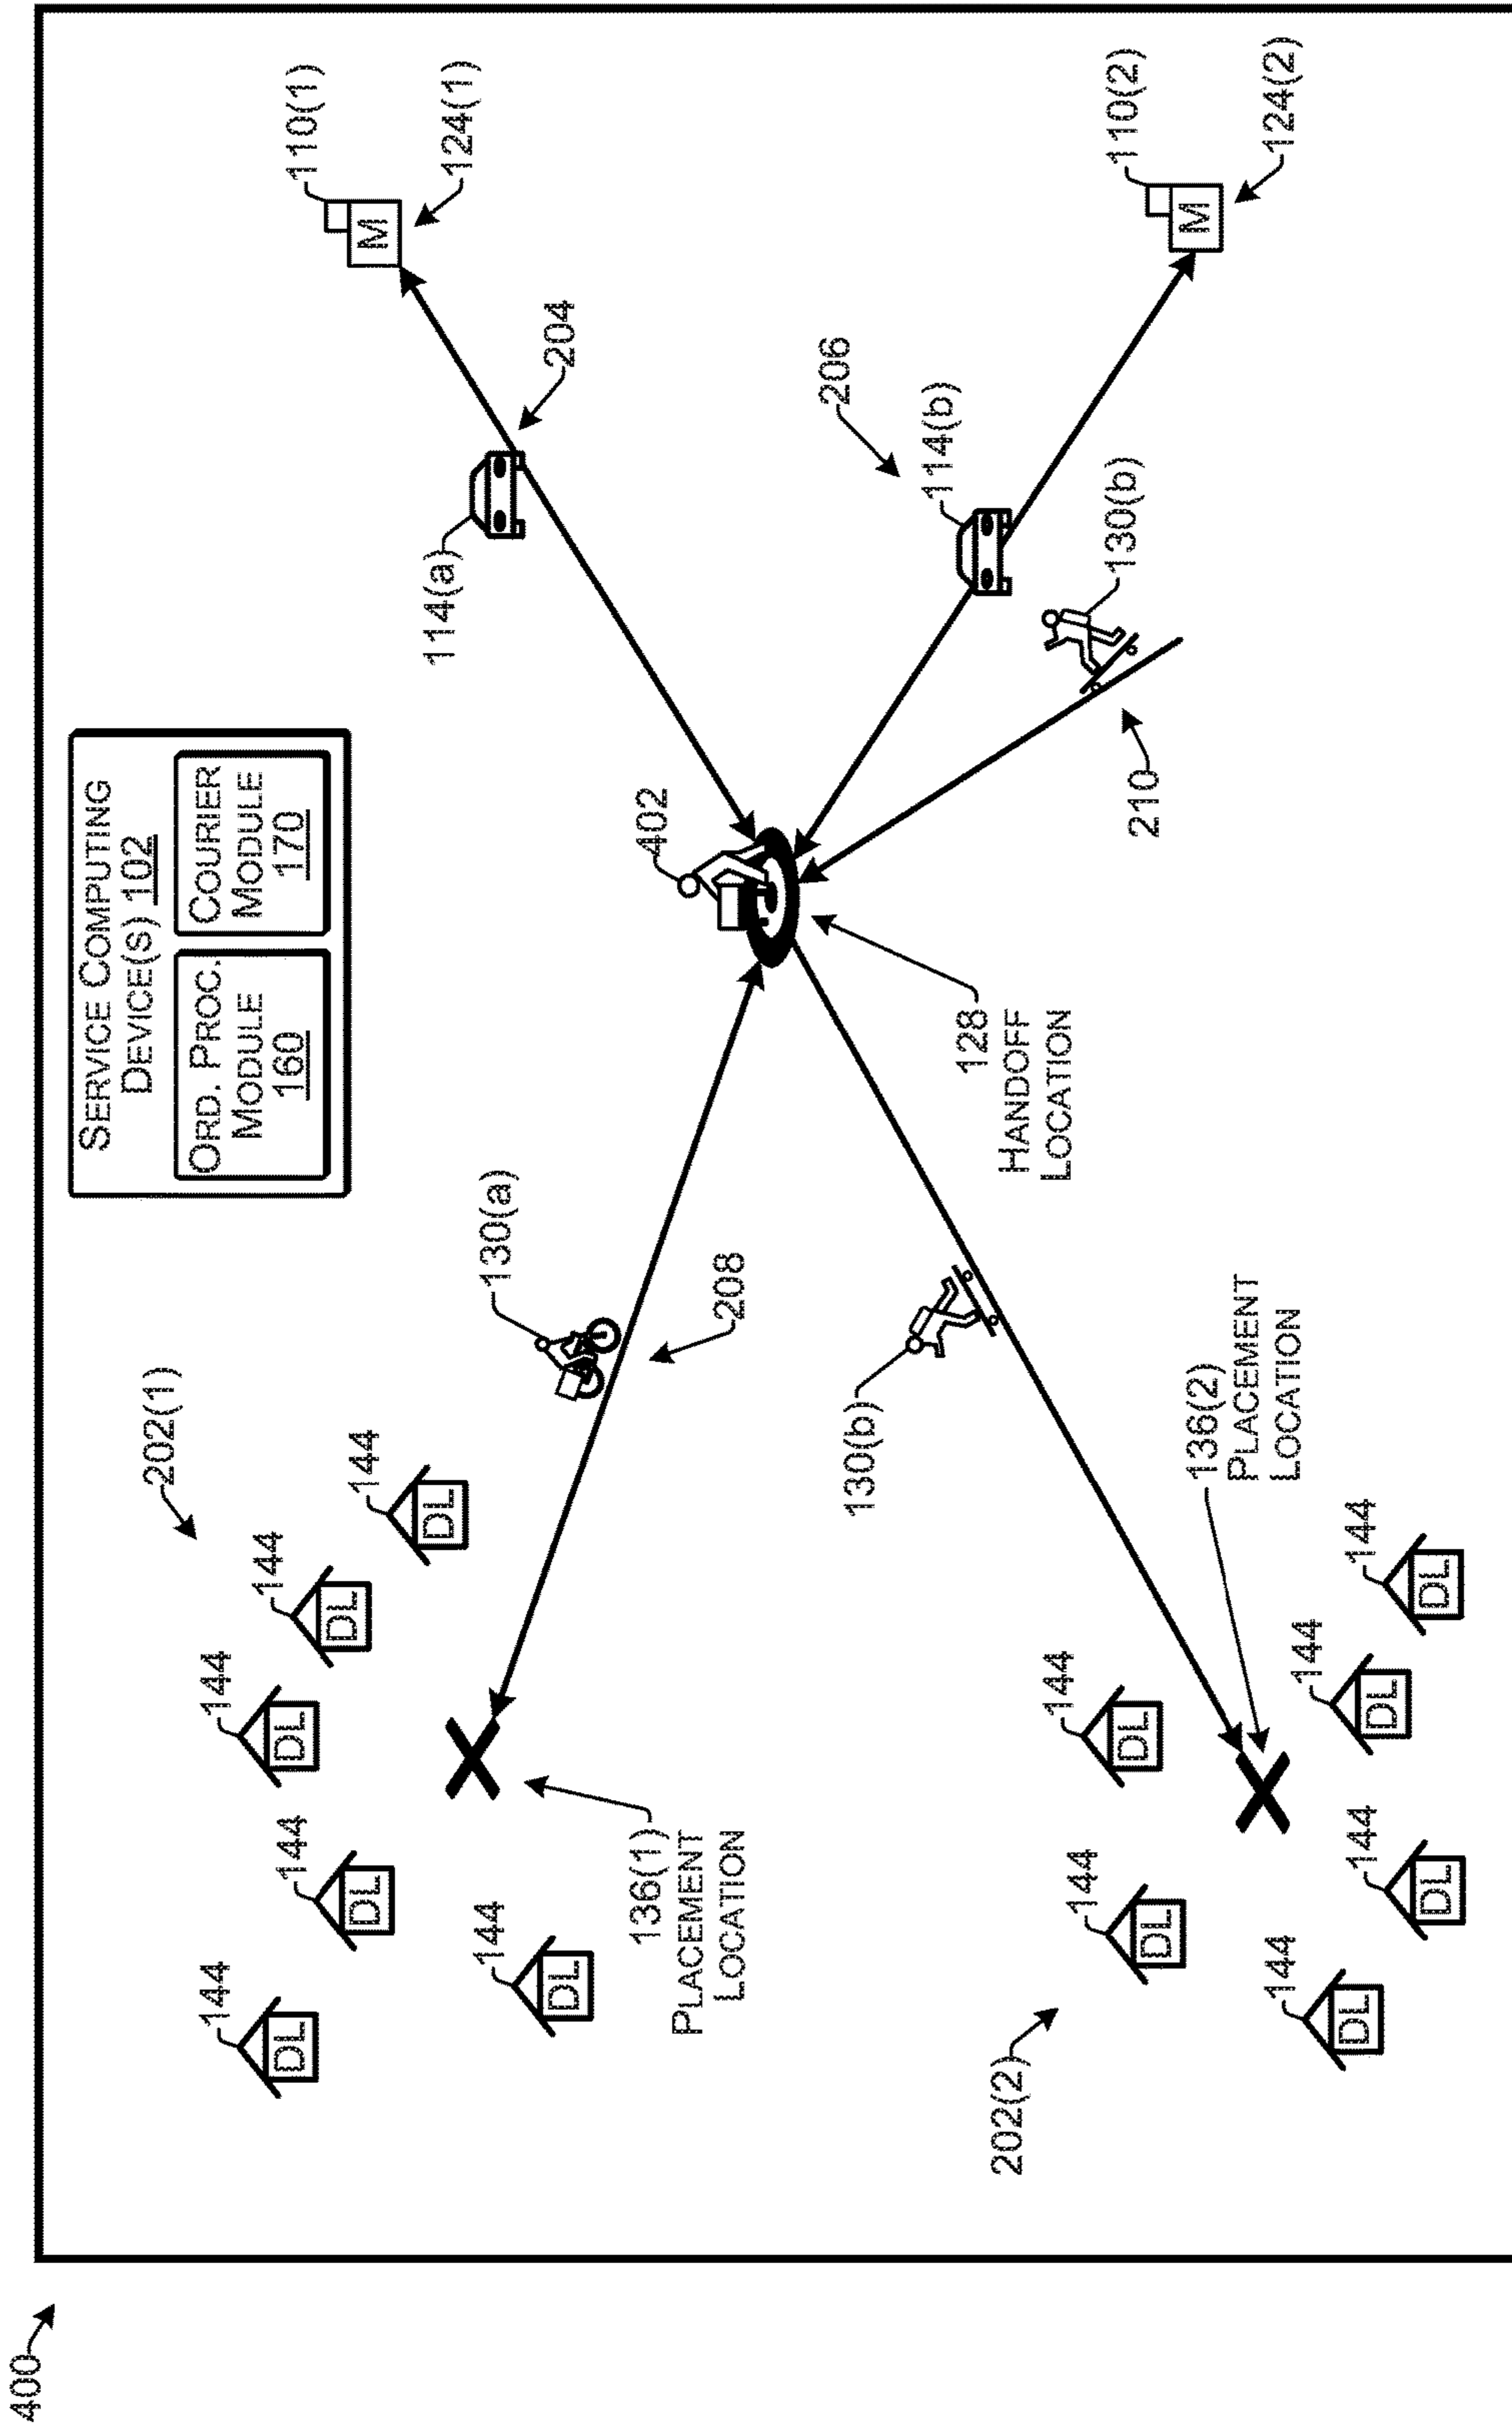 400
SERVICE COMPUTING
DEVICE(S) 102
ORD. PROC.
MODULE
160
COURIER
MODULE
170
202(1)
144
DL
144
DL
144
DL
144
DL
144
DL
144
DL
136(1)
PLACEMENT
LOCATION
130(a)
208
402
114(a)
204
110(1)
M
124(1)
128
HANDOFF
LOCATION
206
114(b)
130(b)
210
110(2)
M
124(2)
130(b)
202(2)
144
DL
144
DL
144
DL
144
DL
144
DL
144
DL
136(2)
PLACEMENT
LOCATION